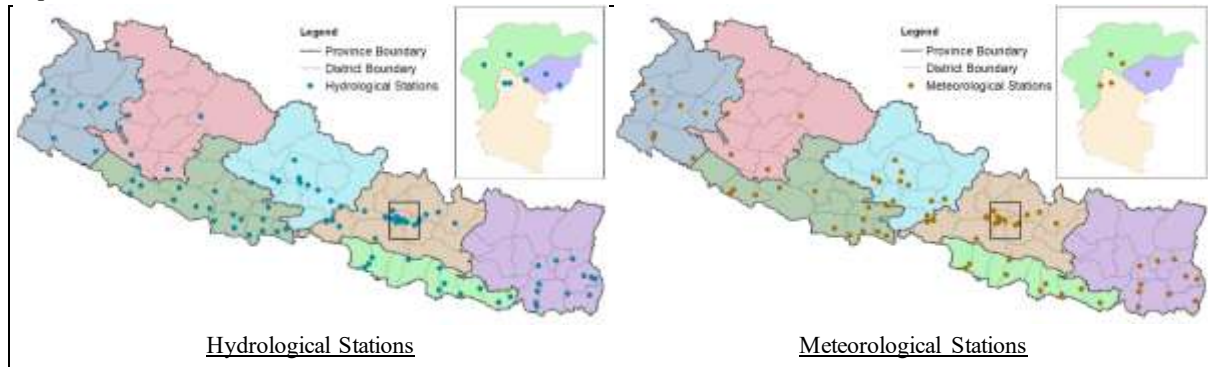 Legend
Province Boundary
District Boundary
Hydrological Stations
Legend
Province Boundary
District Boundary
Meteorological Stations
Hydrological Stations
Meteorological Stations